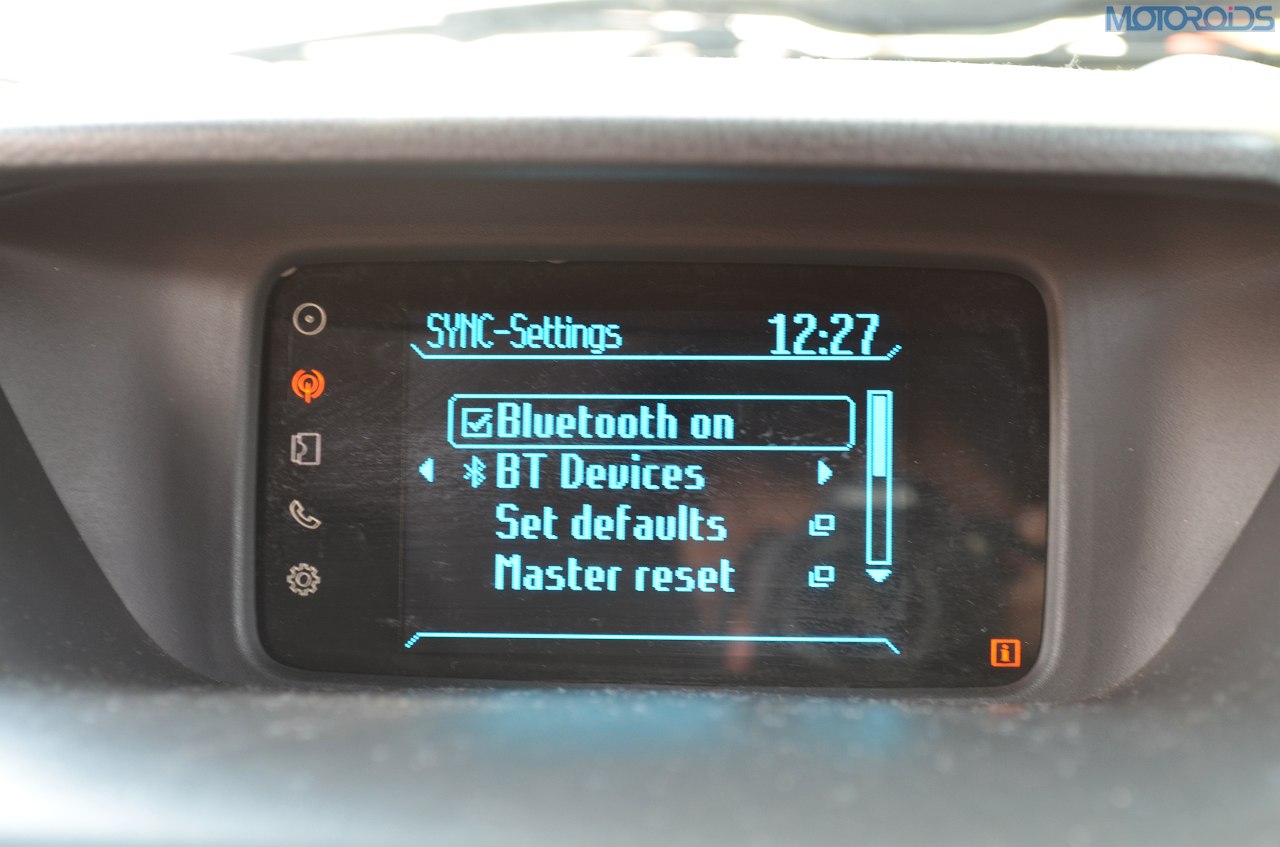 MOTOROiDS
SYNC-Settings 12:27
Bluetooth on
BT Devices
Set defaults
Master reset
i